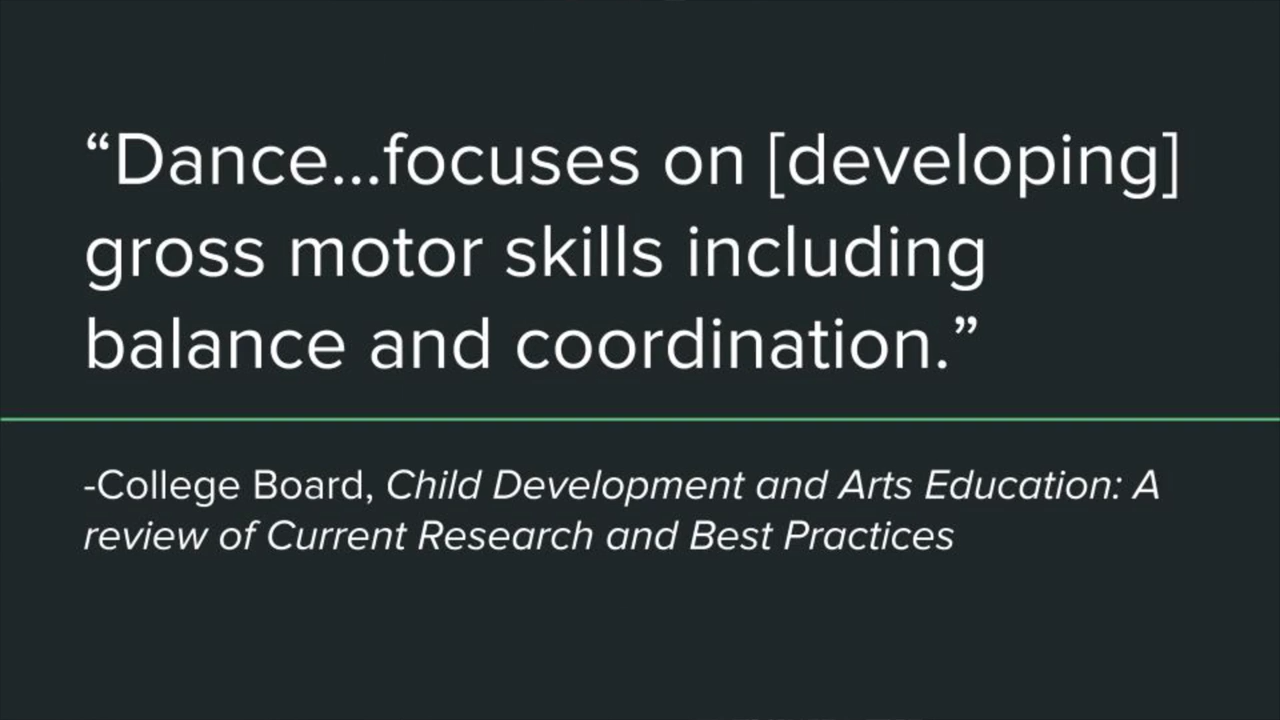 “Dance...focuses on [developing]
gross motor skills including
balance and coordination.”
-College Board, Child Development and Arts Education: A
review of Current Research and Best Practices